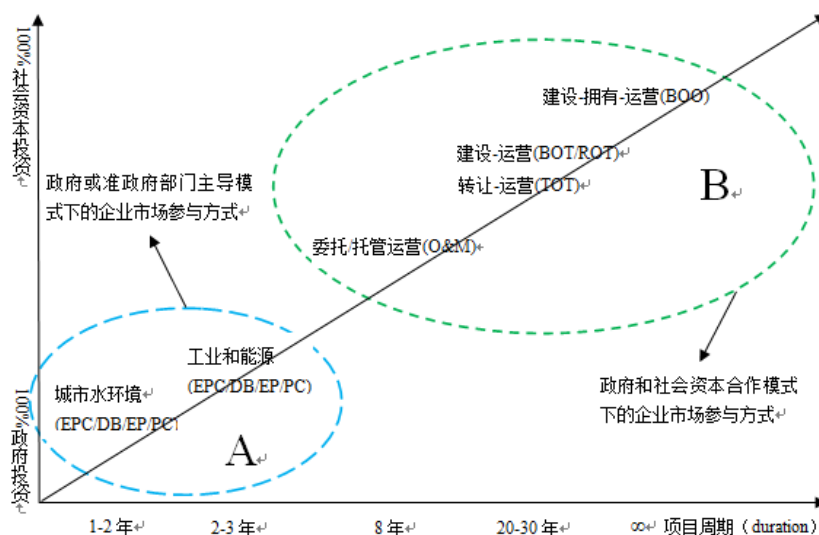 100%社会资本投资
建设-拥有-运营(BOO)
建设-运营(BOT/ROT)
转让-运营(TOT)
B
政府或准政府部门主导模
式下的企业市场参与方式
委托/托管运营(O&M)
工业和能源
(EPC/DB/EP/PC)
城市水环境
(EPC/DB/EP/PC)
A
政府和社会资本合作模式
下的企业市场参与方式
100%政府投资
1-2 年
2-3 年
8 年
20-30 年
∞
项目周期（duration）